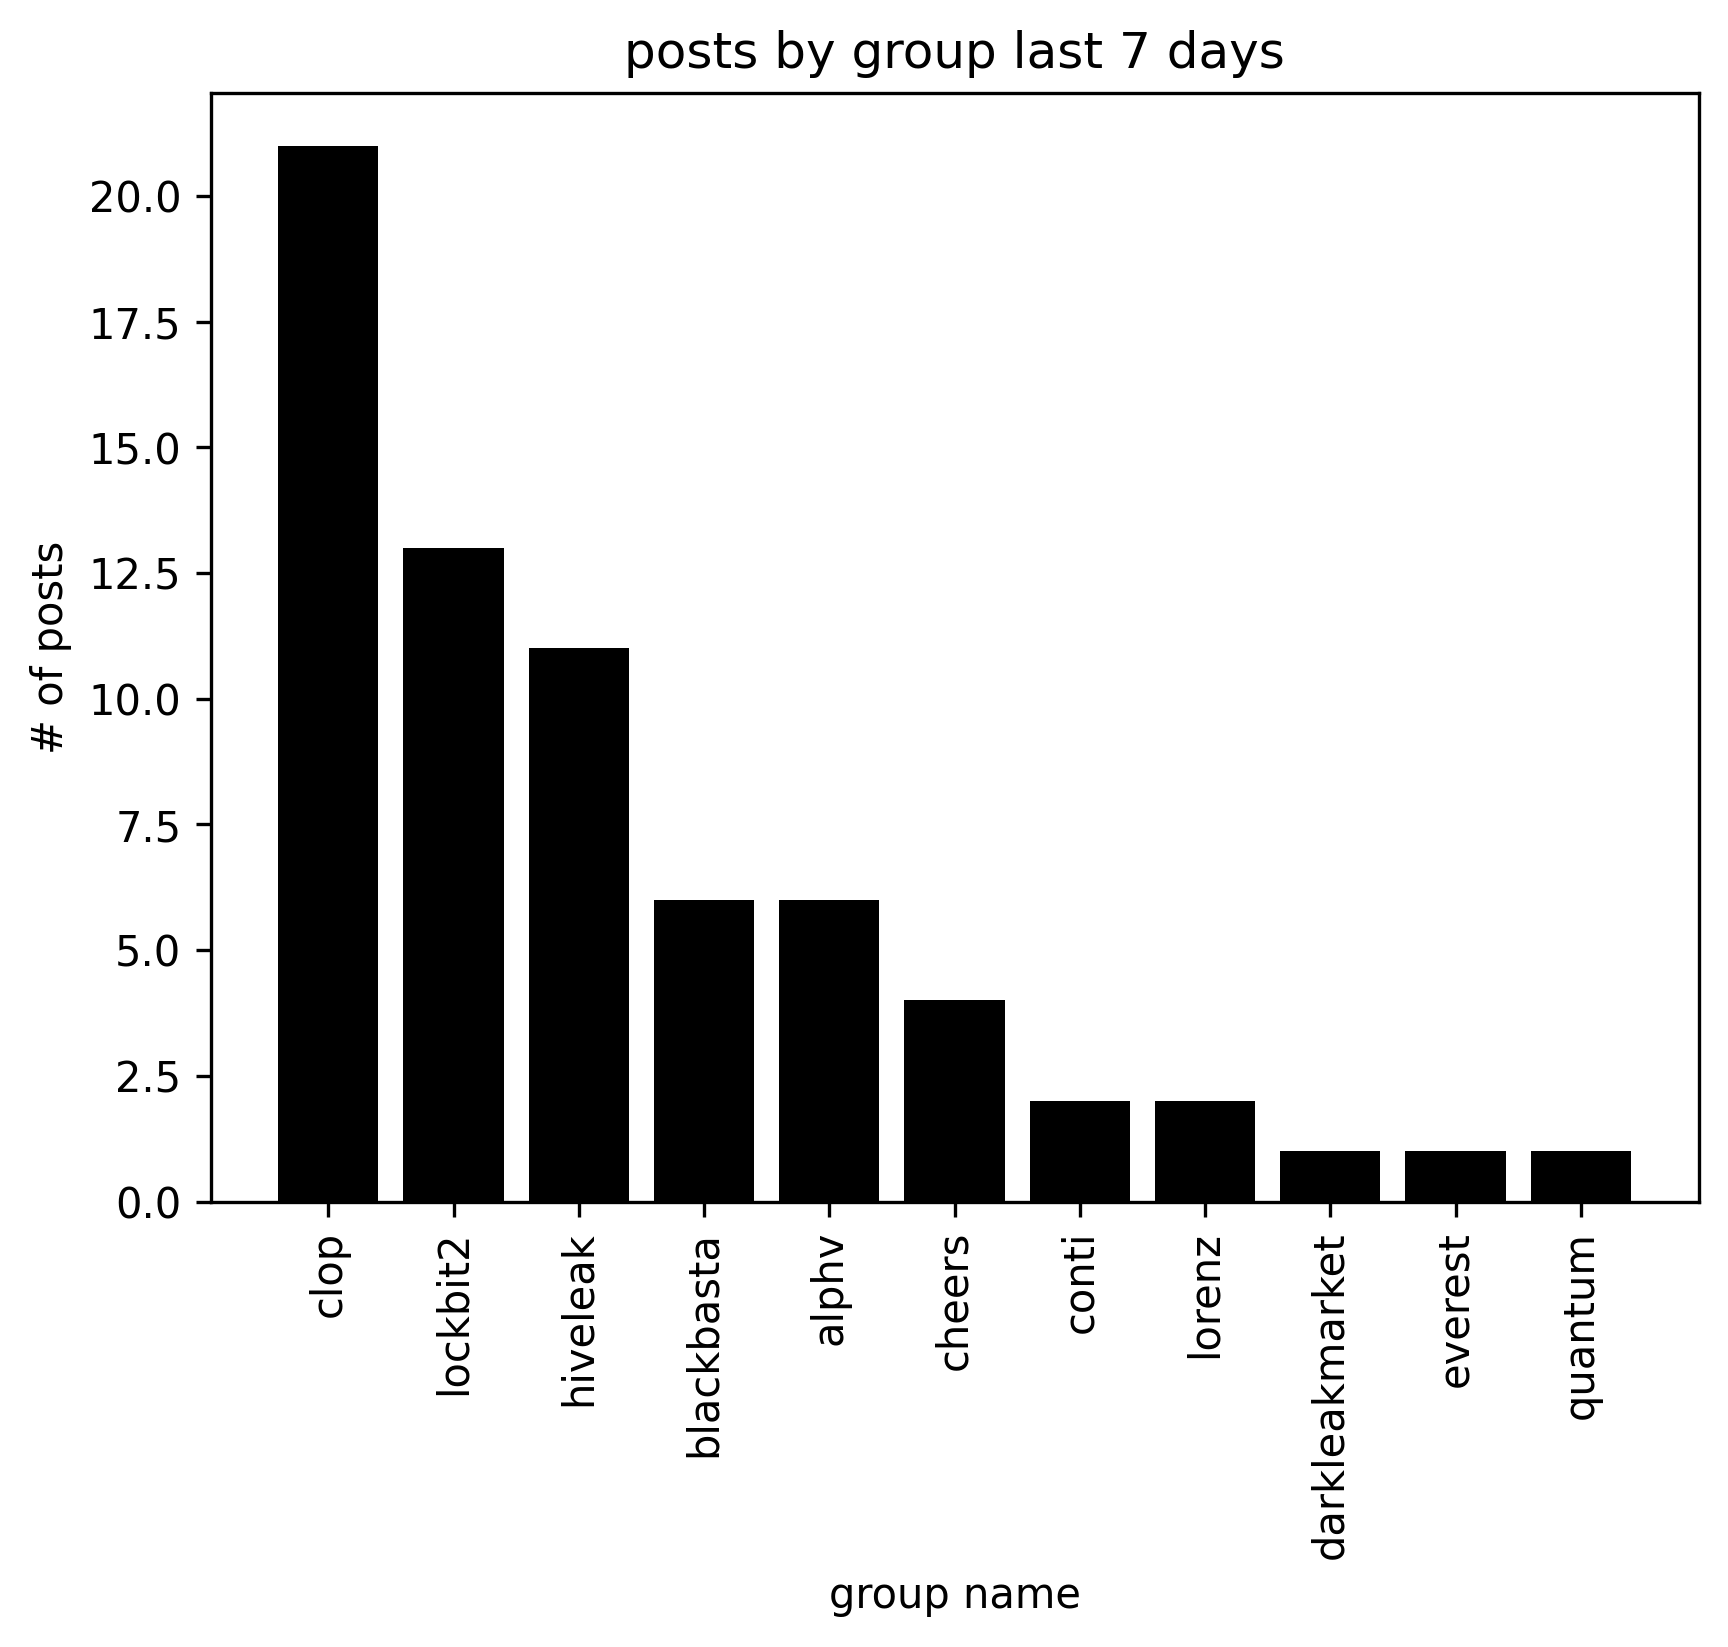 posts by group last 7 days
# of posts
20.0
17.5
15.0
12.5
10.0
7.5
5.0
2.5
0.0
clop
lockbit2
hiveleak
blackbasta
alphv
cheers
conti
lorenz
darkleakmarket
everest
quantum
group name